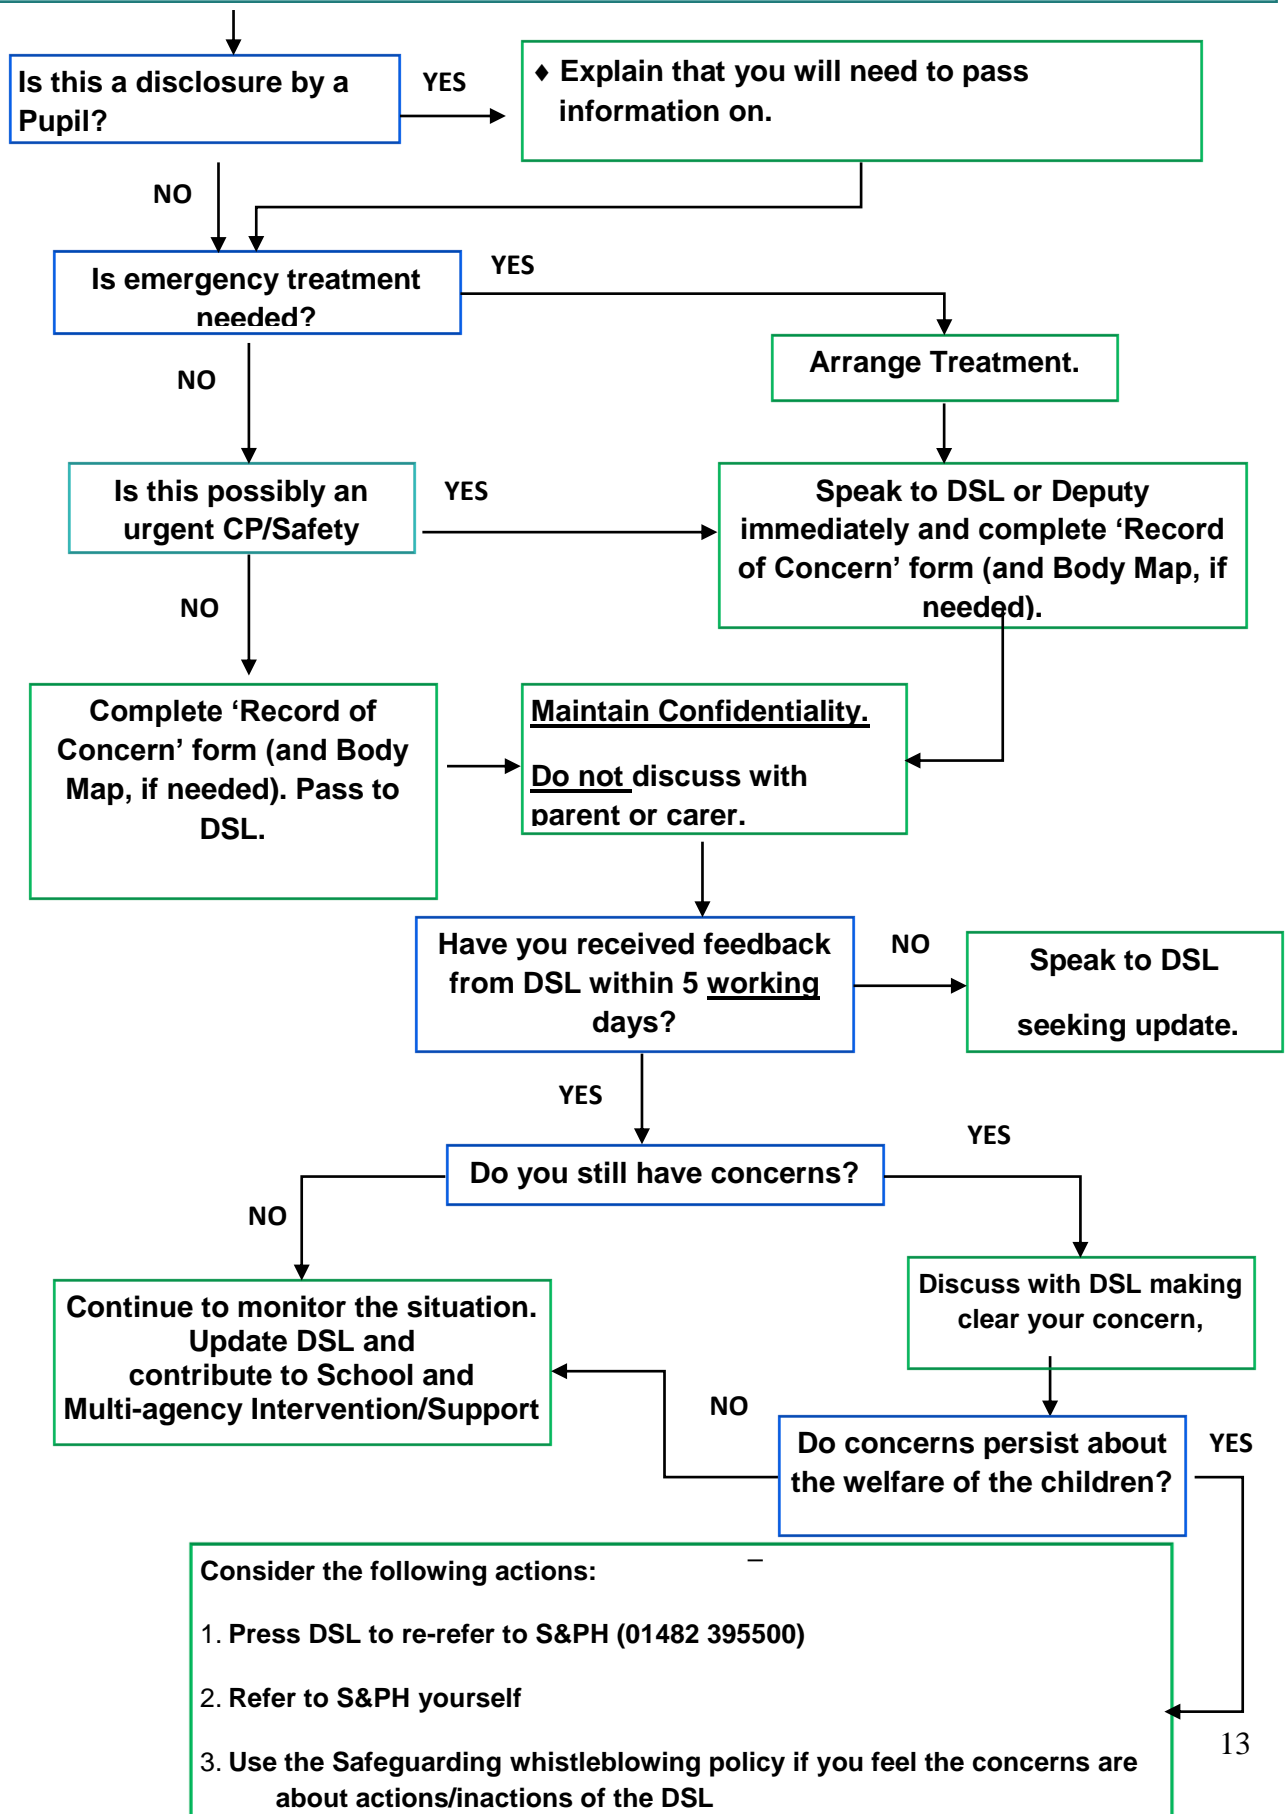 Is this a disclosure by a
Pupil?
YES
♦ Explain that you will need to pass
information on.
NO
Is emergency treatment
needed?
YES
NO
Arrange Treatment.
Is this possibly an
urgent CP/Safety
YES
Speak to DSL or Deputy
immediately and complete ‘Record
of Concern’ form (and Body Map, if
needed).
NO
Complete ‘Record of
Concern’ form (and Body
Map, if needed). Pass to
DSL.
Maintain Confidentiality.
Do not discuss with
parent or carer.
Have you received feedback
from DSL within 5 working
days?
NO
Speak to DSL
seeking update.
YES
Do you still have concerns?
YES
NO
Continue to monitor the situation.
Update DSL and
contribute to School and
Multi-agency Intervention/Support
Discuss with DSL making
clear your concern,
NO
Do concerns persist about
the welfare of the children?
YES
Consider the following actions:
1. Press DSL to re-refer to S&PH (01482 395500)
2. Refer to S&PH yourself
3. Use the Safeguarding whistleblowing policy if you feel the concerns are
about actions/inactions of the DSL
13